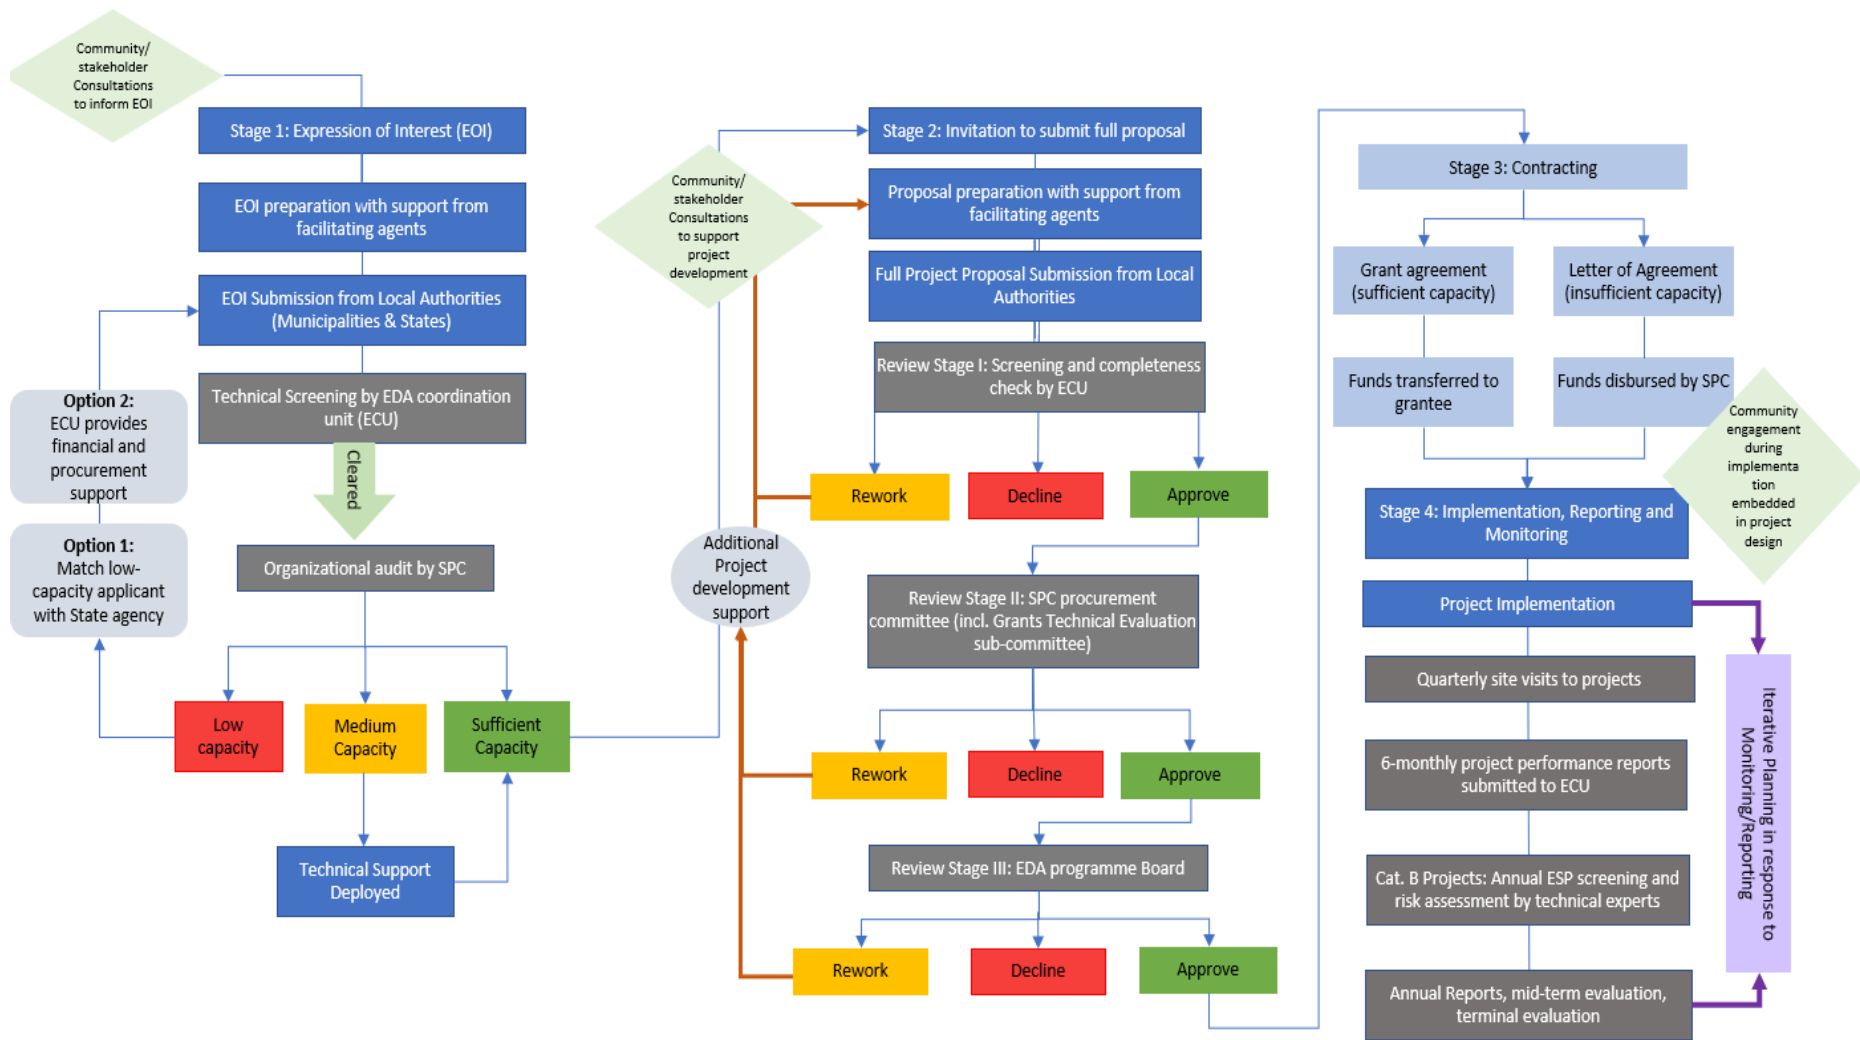 Community/
stakeholder
Consultations
to inform EOI
Stage 1: Expression of Interest (EOI)
EOI preparation with support from
facilitating agents
EOI Submission from Local Authorities
(Municipalities & States)
Technical Screening by EDA coordination
unit (ECU)
Cleared
Option 2:
ECU provides
financial and
procurement
support
Option 1:
Match low-
capacity applicant
with State agency
Organizational audit by SPC
Low
capacity
Medium
Capacity
Sufficient
Capacity
Technical Support
Deployed
Community/
stakeholder
Consultations
to support
project
development
Additional
Project
development
support
Stage 2: Invitation to submit full proposal
Proposal preparation with support from
facilitating agents
Full Project Proposal Submission from Local
Authorities
Review Stage I: Screening and completeness
check by ECU
Rework
Decline
Approve
Review Stage II: SPC procurement
committee (incl. Grants Technical Evaluation
sub-committee)
Rework
Decline
Approve
Review Stage III: EDA programme Board
Rework
Decline
Approve
Stage 3: Contracting
Grant agreement
(sufficient capacity)
Letter of Agreement
(insufficient capacity)
Funds transferred to
grantee
Funds disbursed by SPC
Community
engagement
during
implementa
tion
embedded
in project
design
Stage 4: Implementation, Reporting and
Monitoring
Project Implementation
Quarterly site visits to projects
6-monthly project performance reports
submitted to ECU
Cat. B Projects: Annual ESP screening and
risk assessment by technical experts
Annual Reports, mid-term evaluation,
terminal evaluation
Iterative Planning in response to
Monitoring/Reporting